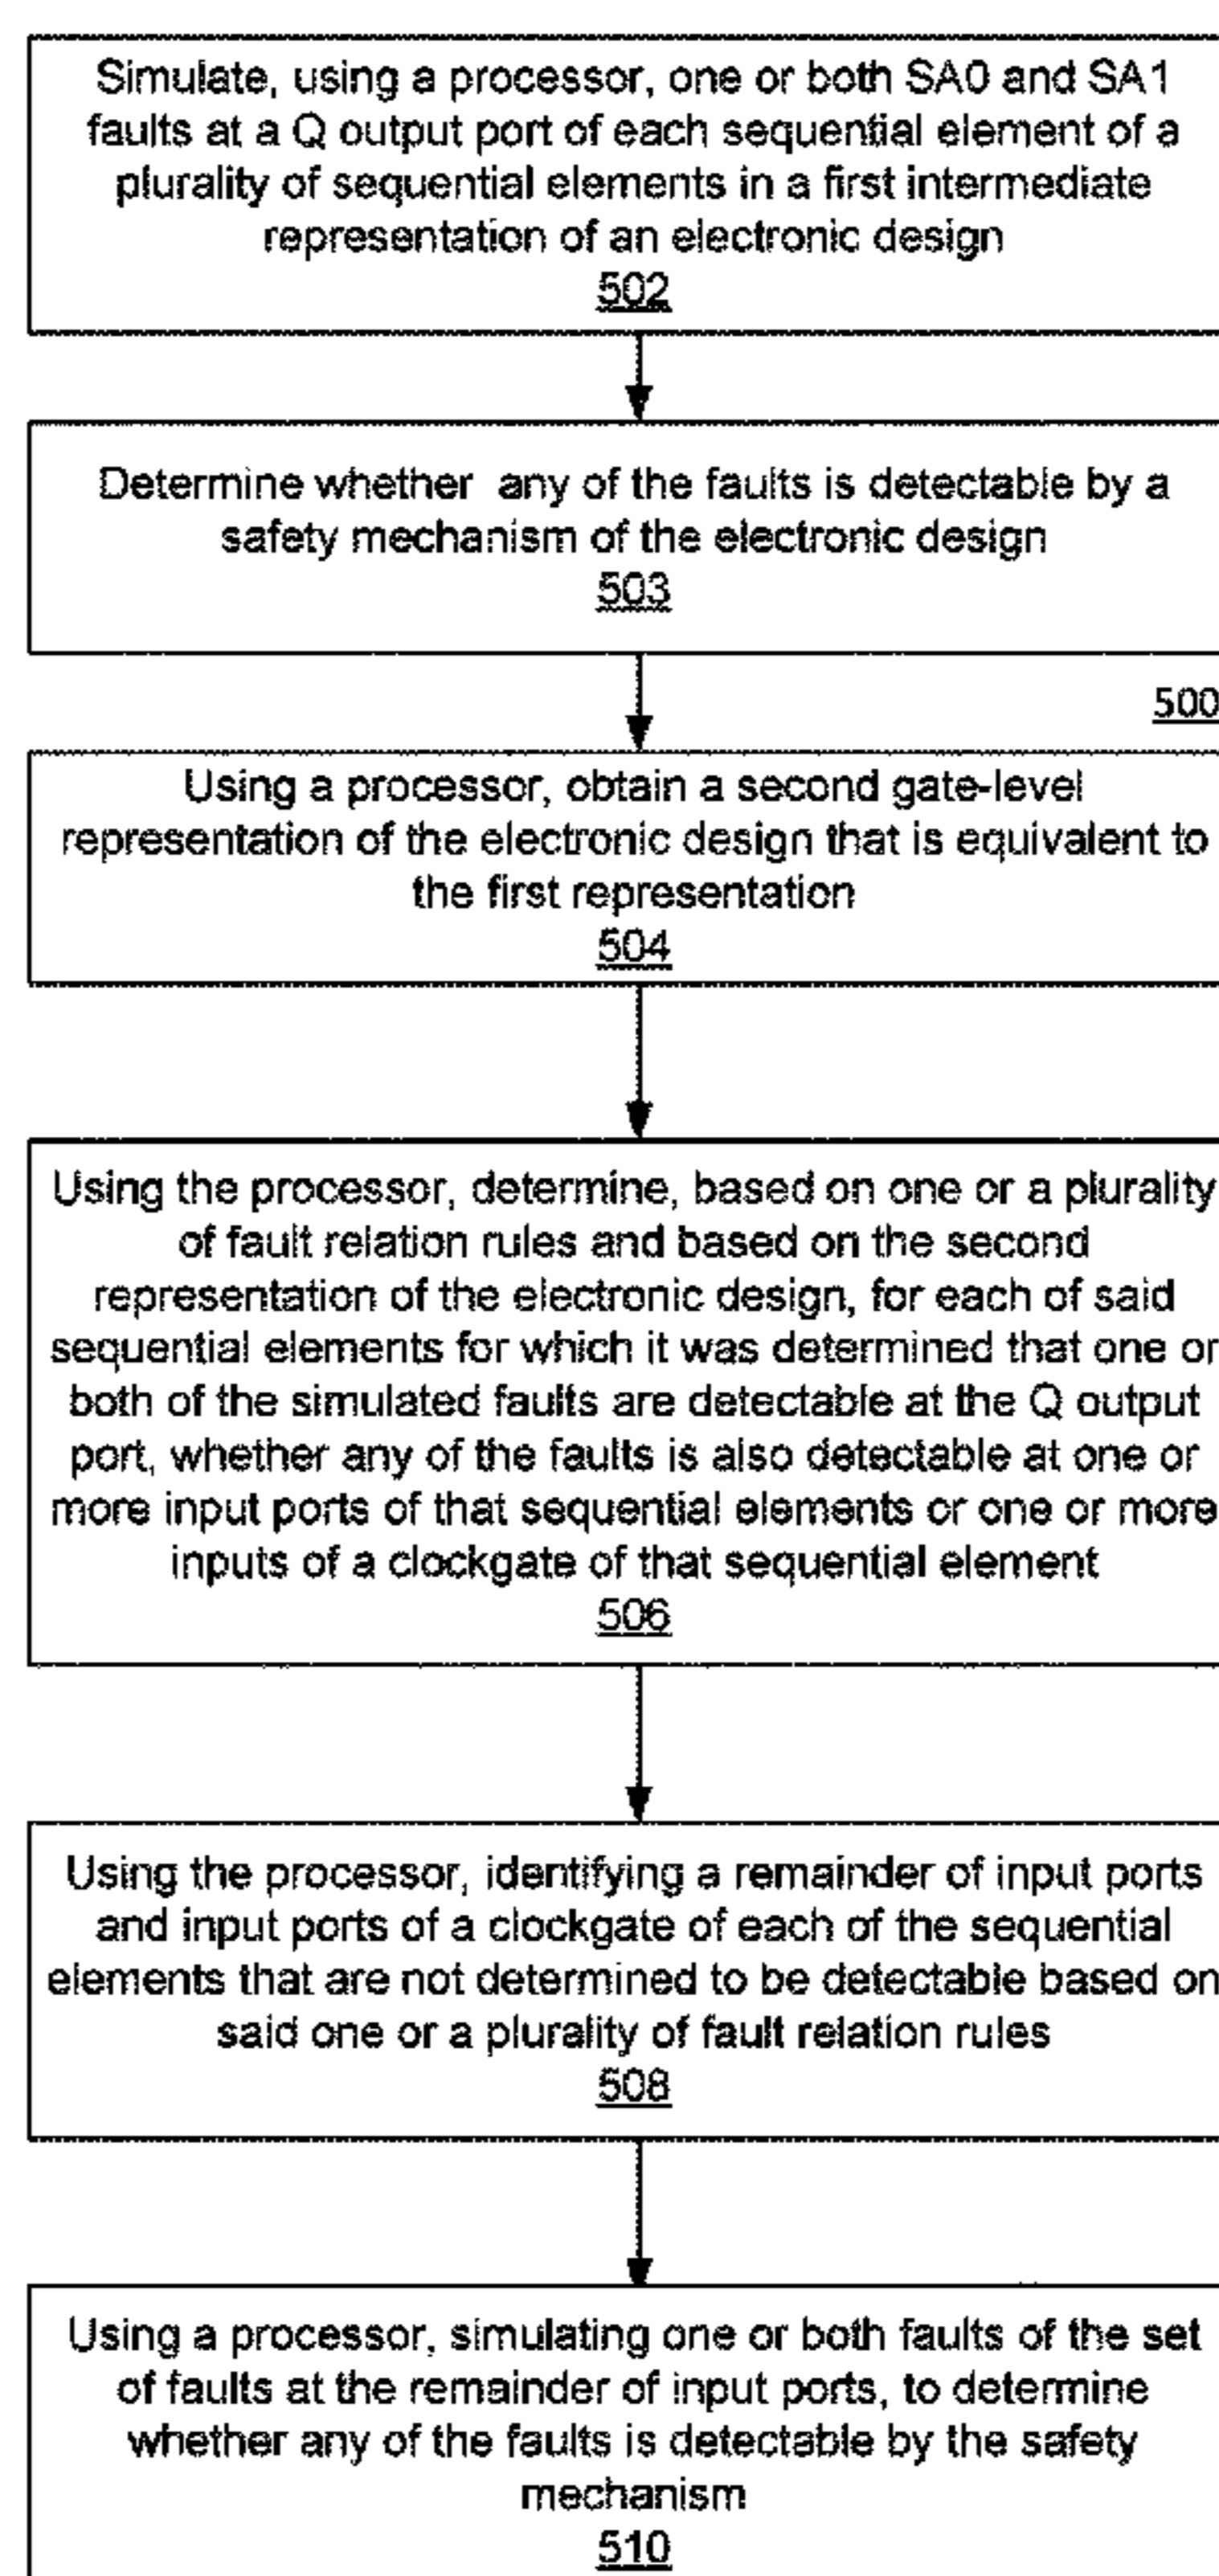 Simulate, using a processor, one or both SA0 and SA1
faults at a Q output port of each sequential element of a
plurality of sequential elements in a first intermediate
representation of an electronic design
502
Determine whether any of the faults is detectable by a
safety mechanism of the electronic design
503
500
Using a processor, obtain a second gate-level
representation of the electronic design that is equivalent to
the first representation
504
Using the processor, determine, based on one or a plurality
of fault relation rules and based on the second
representation of the electronic design, for each of said
sequential elements for which it was determined that one or
both of the simulated faults are detectable at the Q output
port, whether any of the faults is also detectable at one or
more input ports of that sequential elements or one or more
inputs of a clockgate of that sequential element
506
Using the processor, identifying a remainder of input ports
and input ports of a clockgate of each of the sequential
elements that are not determined to be detectable based on
said one or a plurality of fault relation rules
508
Using a processor, simulating one or both faults of the set
of faults at the remainder of input ports, to determine
whether any of the faults is detectable by the safety
mechanism
510